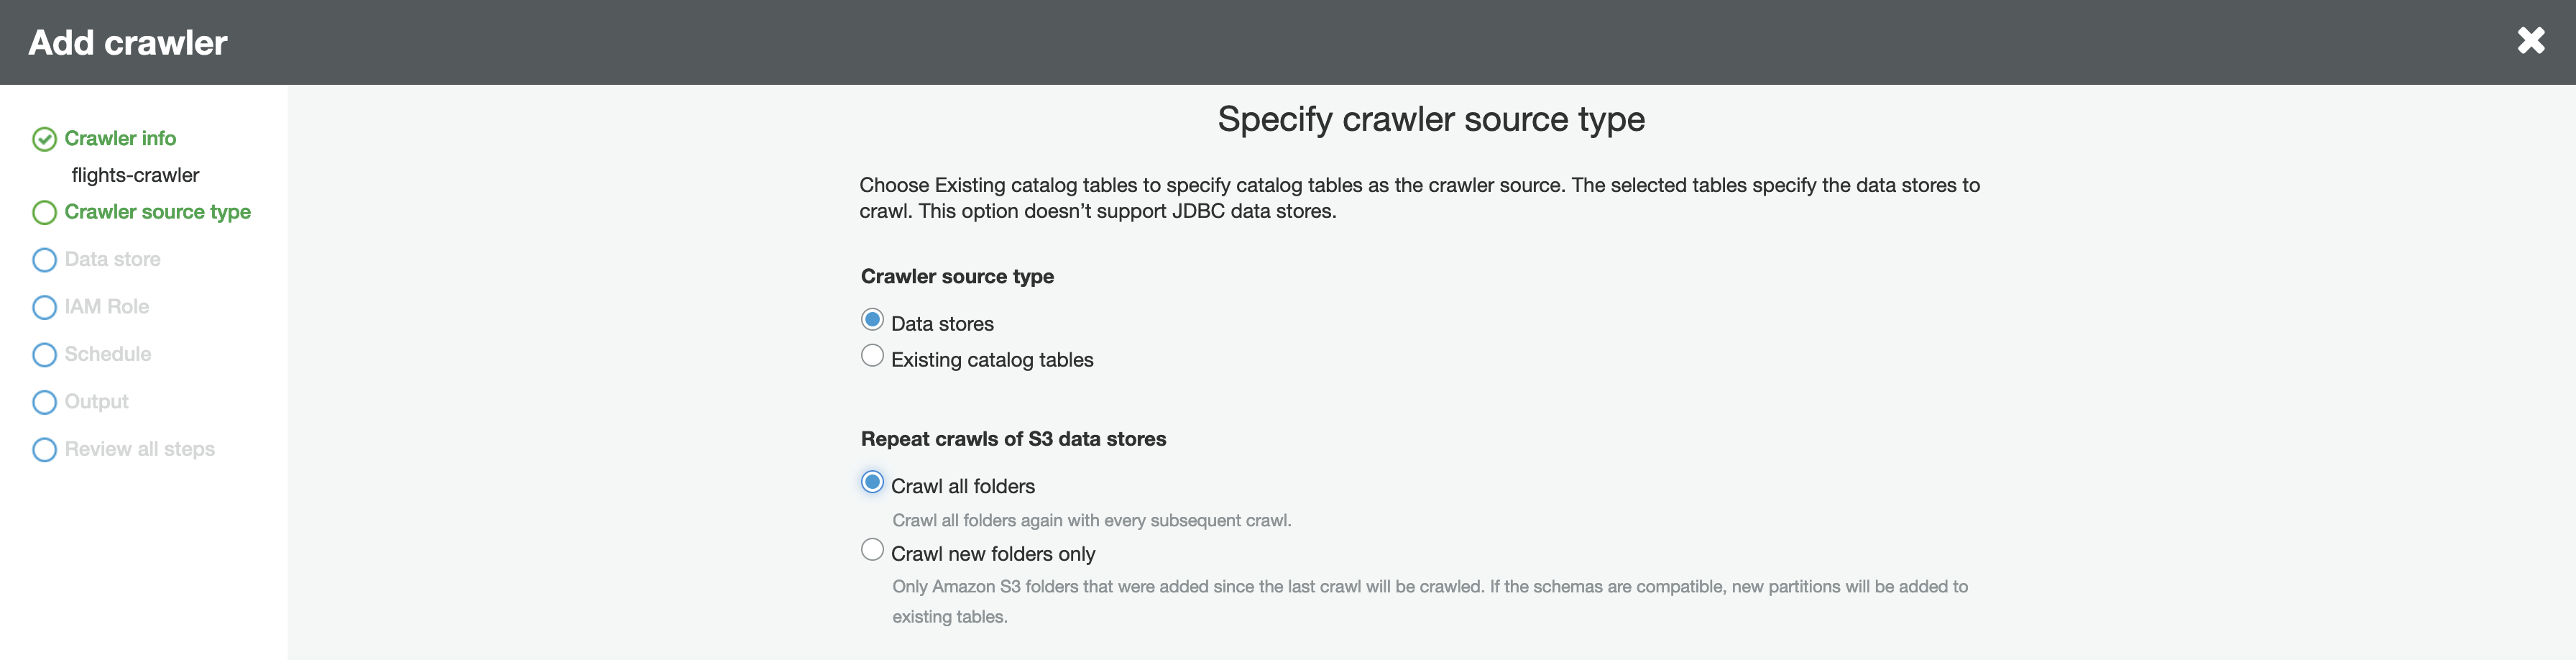 Add crawler
Crawler info
flights-crawler
Crawler source type
Data store
IAM Role
Schedule
Output
Review all steps
Specify crawler source type
Choose Existing catalog tables to specify catalog tables as the crawler source. The selected tables specify the data stores to
crawl. This option doesn’t support JDBC data stores.
Crawler source type
Data stores
Existing catalog tables
Repeat crawls of S3 data stores
Crawl all folders
Crawl all folders again with every subsequent crawl.
Crawl new folders only
Only Amazon S3 folders that were added since the last crawl will be crawled. If the schemas are compatible, new partitions will be added to
existing tables.